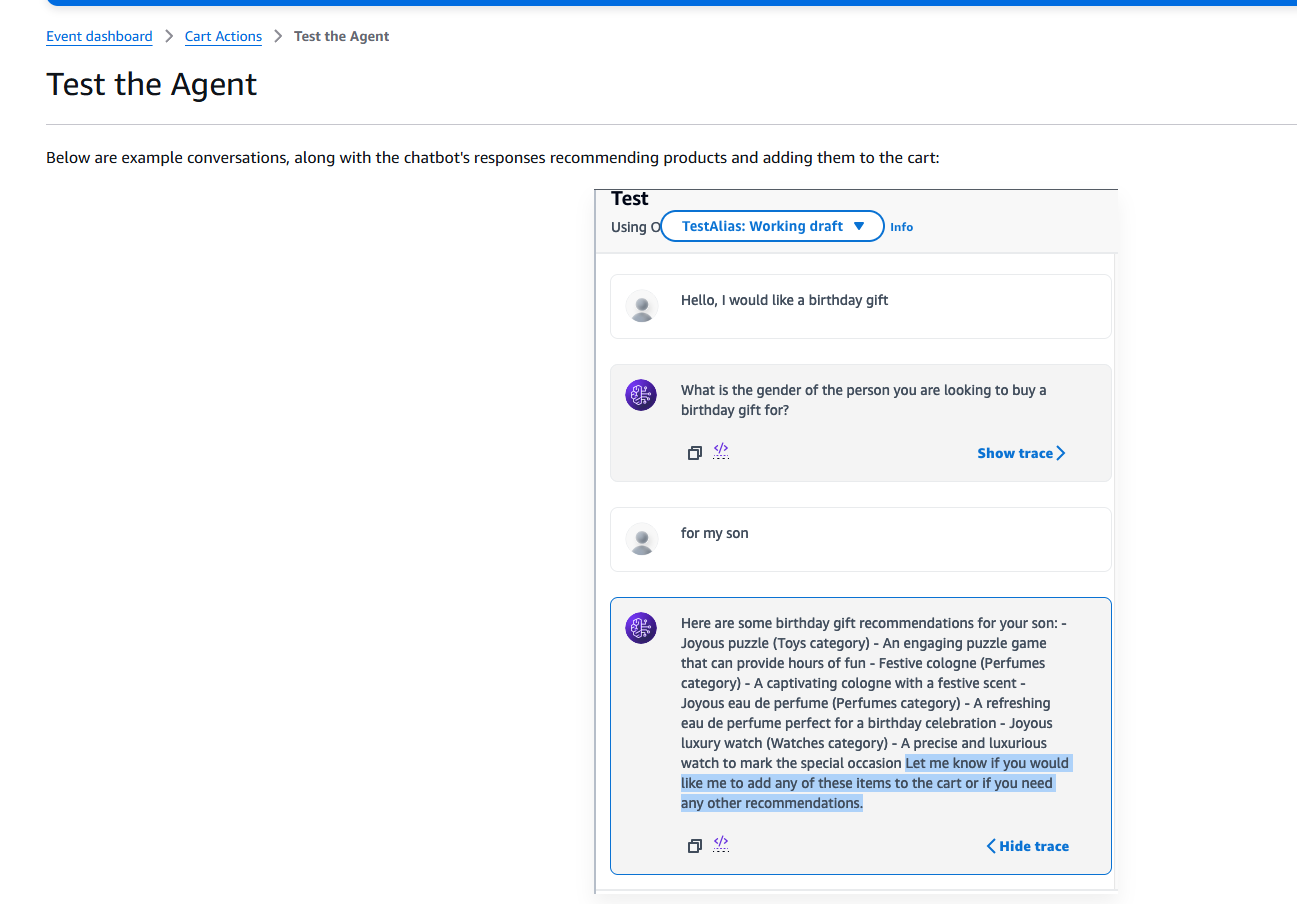 Event dashboard > Cart Actions > Test the Agent
Test the Agent
Below are example conversations, along with the chatbot's responses recommending products and adding them to the cart:
Test
Using O TestAlias: Working draft Info
Hello, I would like a birthday gift
What is the gender of the person you are looking to buy a
birthday gift for?
</>
Show trace
for my son
Here are some birthday gift recommendations for your son: -
Joyous puzzle (Toys category) - An engaging puzzle game
that can provide hours of fun - Festive cologne (Perfumes
category) - A captivating cologne with a festive scent -
Joyous eau de perfume (Perfumes category) - A refreshing
eau de perfume perfect for a birthday celebration - Joyous
luxury watch (Watches category) - A precise and luxurious
watch to mark the special occasion Let me know if you would
like me to add any of these items to the cart or if you need
any other recommendations.
</>
Hide trace